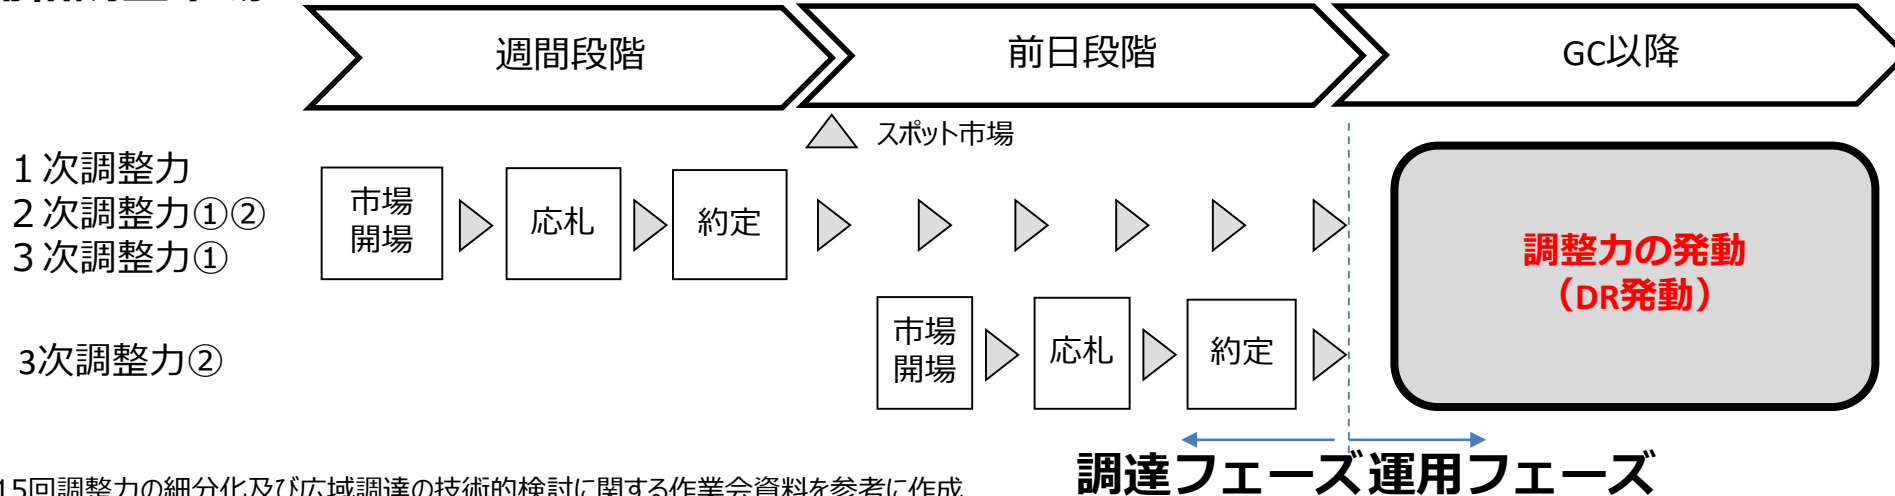 週間段階
前日段階
GC以降
スポット市場
１次調整力
２次調整力①②
３次調整力①
市場
開場
応札
約定
調整力の発動
（DR発動）
3次調整力②
市場
開場
応札
約定
調達フェーズ
運用フェーズ
15回調整力の細分化及び広域調達の技術的検討に関する作業会資料を参考に作成